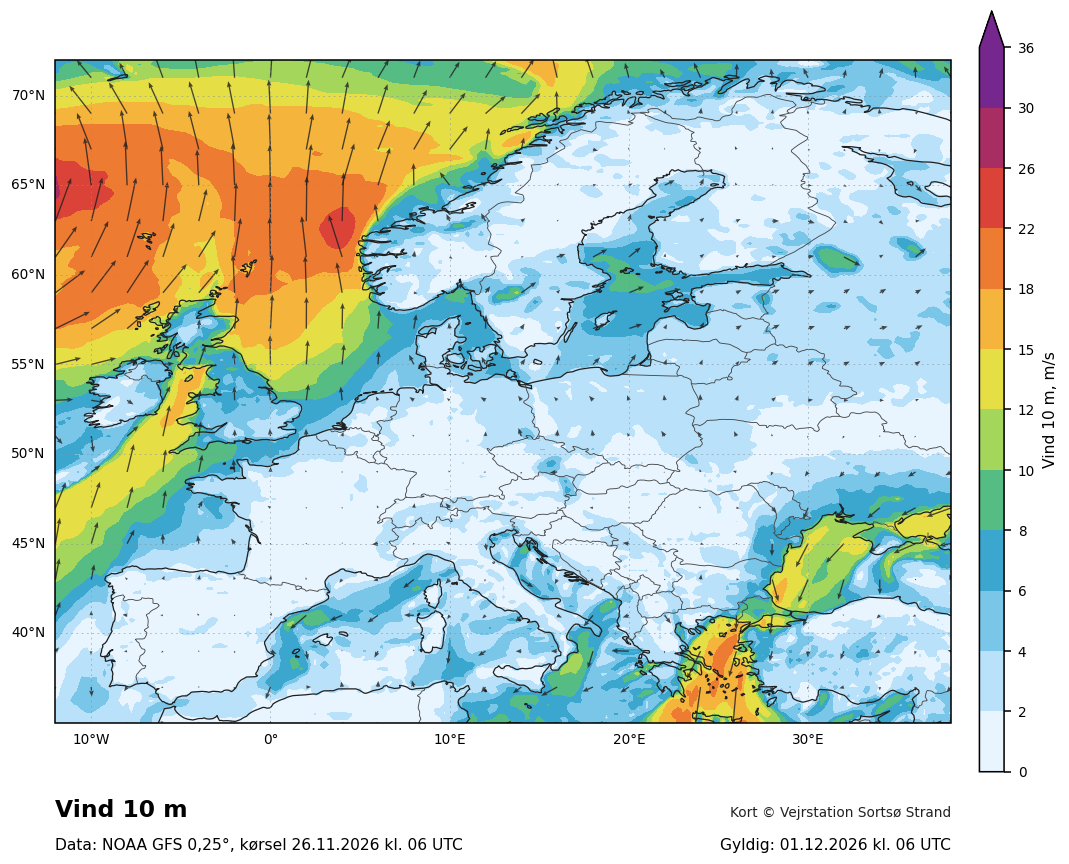 36
30
26
22
18
15
12
10
8
6
4
2
0
Vind 10 m, m/s
70°N
65°N
60°N
55°N
50°N
45°N
40°N
10°W
0°
10°E
20°E
30°E
Vind 10 m
Kort © Vejrstation Sortsø Strand
Data: NOAA GFS 0,25°, kørsel 26.11.2026 kl. 06 UTC
Gyldig: 01.12.2026 kl. 06 UTC